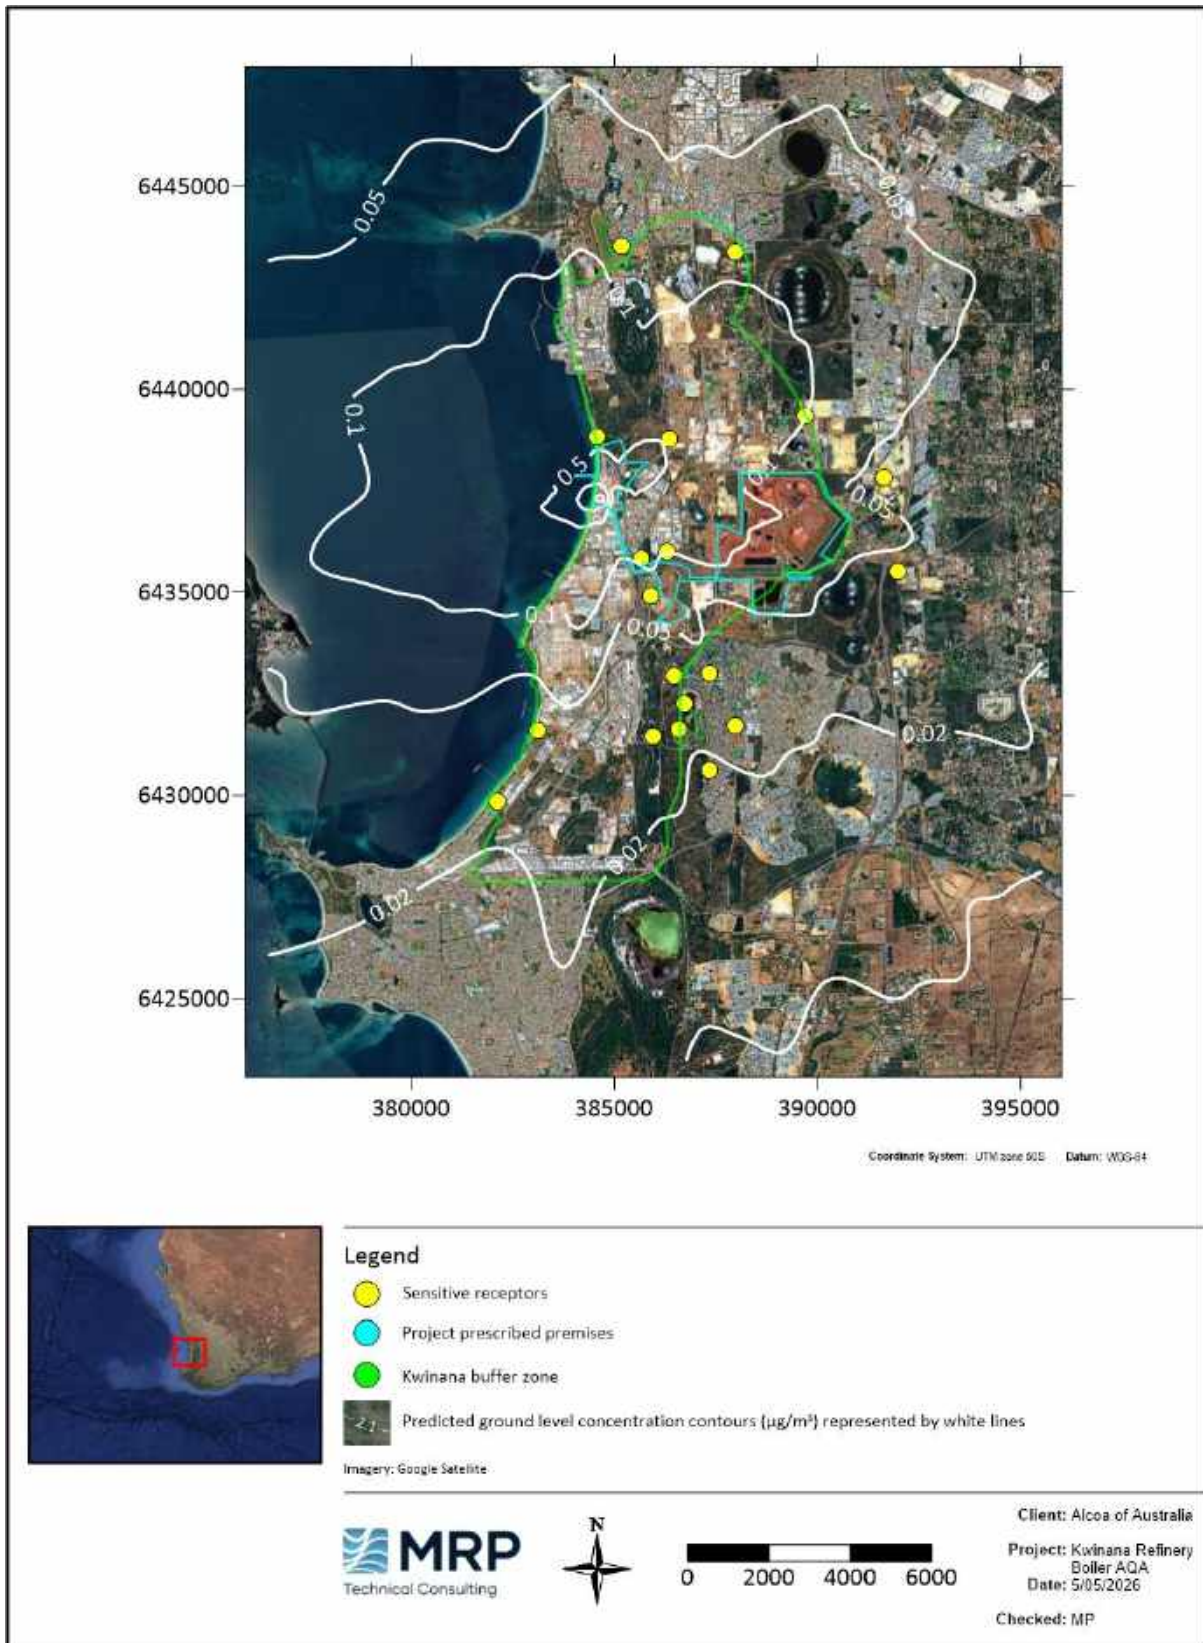 6445000
6440000
6435000
6430000
6425000
0.05
0.05
0.1
0.1
0.5
0.1
0.05
0.1
0.05
0.02
0.02
0.02
380000 385000 390000 395000
Coordinate System: UTM zone 50S Datum: WGS-84
Legend
Sensitive receptors
Project prescribed premises
Kwinana buffer zone
2.1
Predicted ground level concentration contours (µg/m³) represented by white lines
Imagery: Google Satellite
MRP
Technical Consulting
N
0 2000 4000 6000
Client: Alcoa of Australia
Project: Kwinana Refinery
Boiler AQA
Date: 5/05/2026
Checked: MP